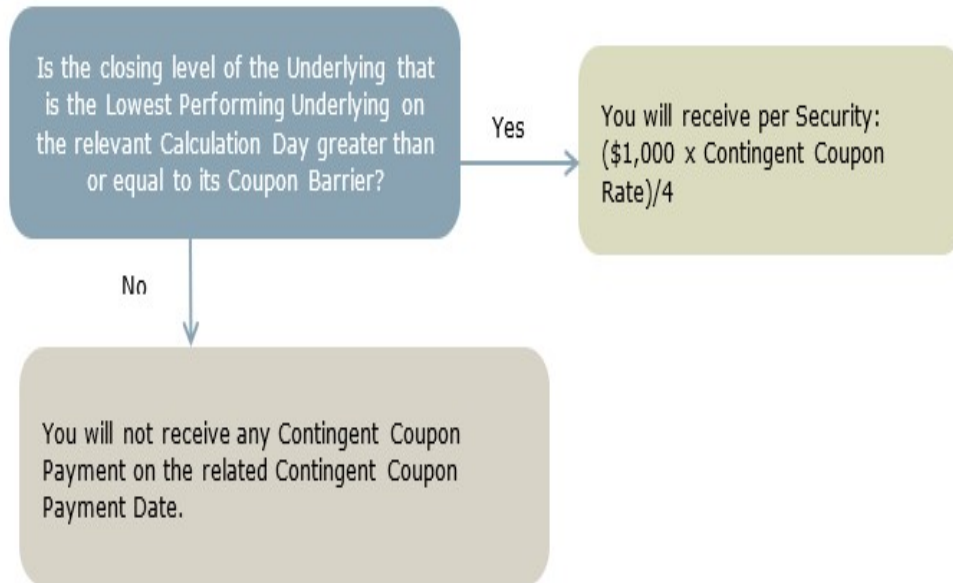 Is the closing level of the Underlying that
is the Lowest Performing Underlying on
the relevant Calculation Day greater than
or equal to its Coupon Barrier?
Yes
You will receive per Security:
($1,000 x Contingent Coupon
Rate)/4
No
You will not receive any Contingent Coupon
Payment on the related Contingent Coupon
Payment Date.